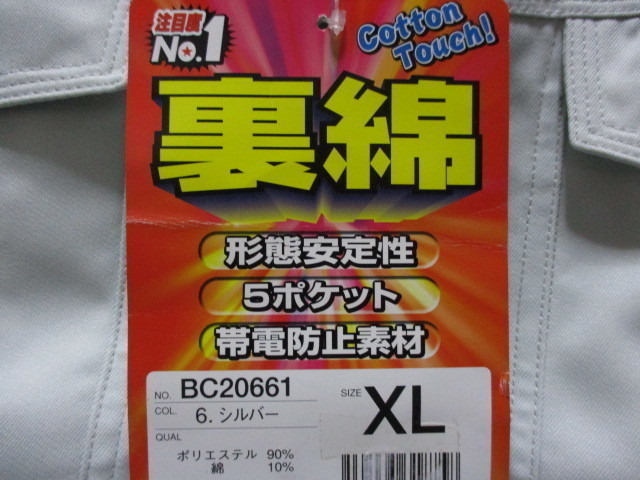 注目度
No.1
Cotton
Touch!
裏綿
形態安定性
5ポケット
帯電防止素材
NO. BC20661
COL. 6.シルバー
QUAL
ポリエステル 90%
綿 10%
SIZE XL